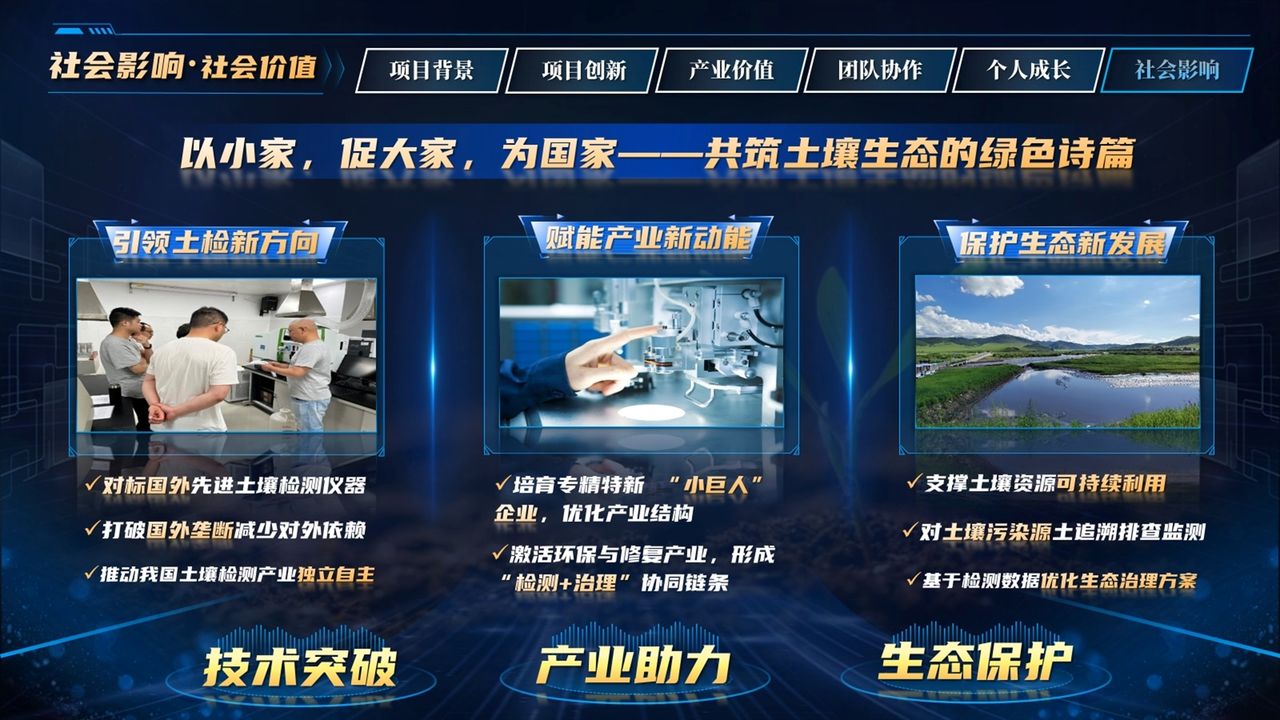 社会影响·社会价值
项目背景
项目创新
产业价值
团队协作
个人成长
社会影响
以小家，促大家，为国家——共筑土壤生态的绿色诗篇
引领土检新方向
✓对标国外先进土壤检测仪器
✓打破国外垄断减少对外依赖
✓推动我国土壤检测产业独立自主
技术突破
赋能产业新动能
✓培育专精特新 “小巨人”
企业，优化产业结构
✓激活环保与修复产业，形成
“检测+治理”协同链条
产业助力
保护生态新发展
✓支撑土壤资源可持续利用
✓对土壤污染源土追溯排查监测
✓基于检测数据优化生态治理方案
生态保护